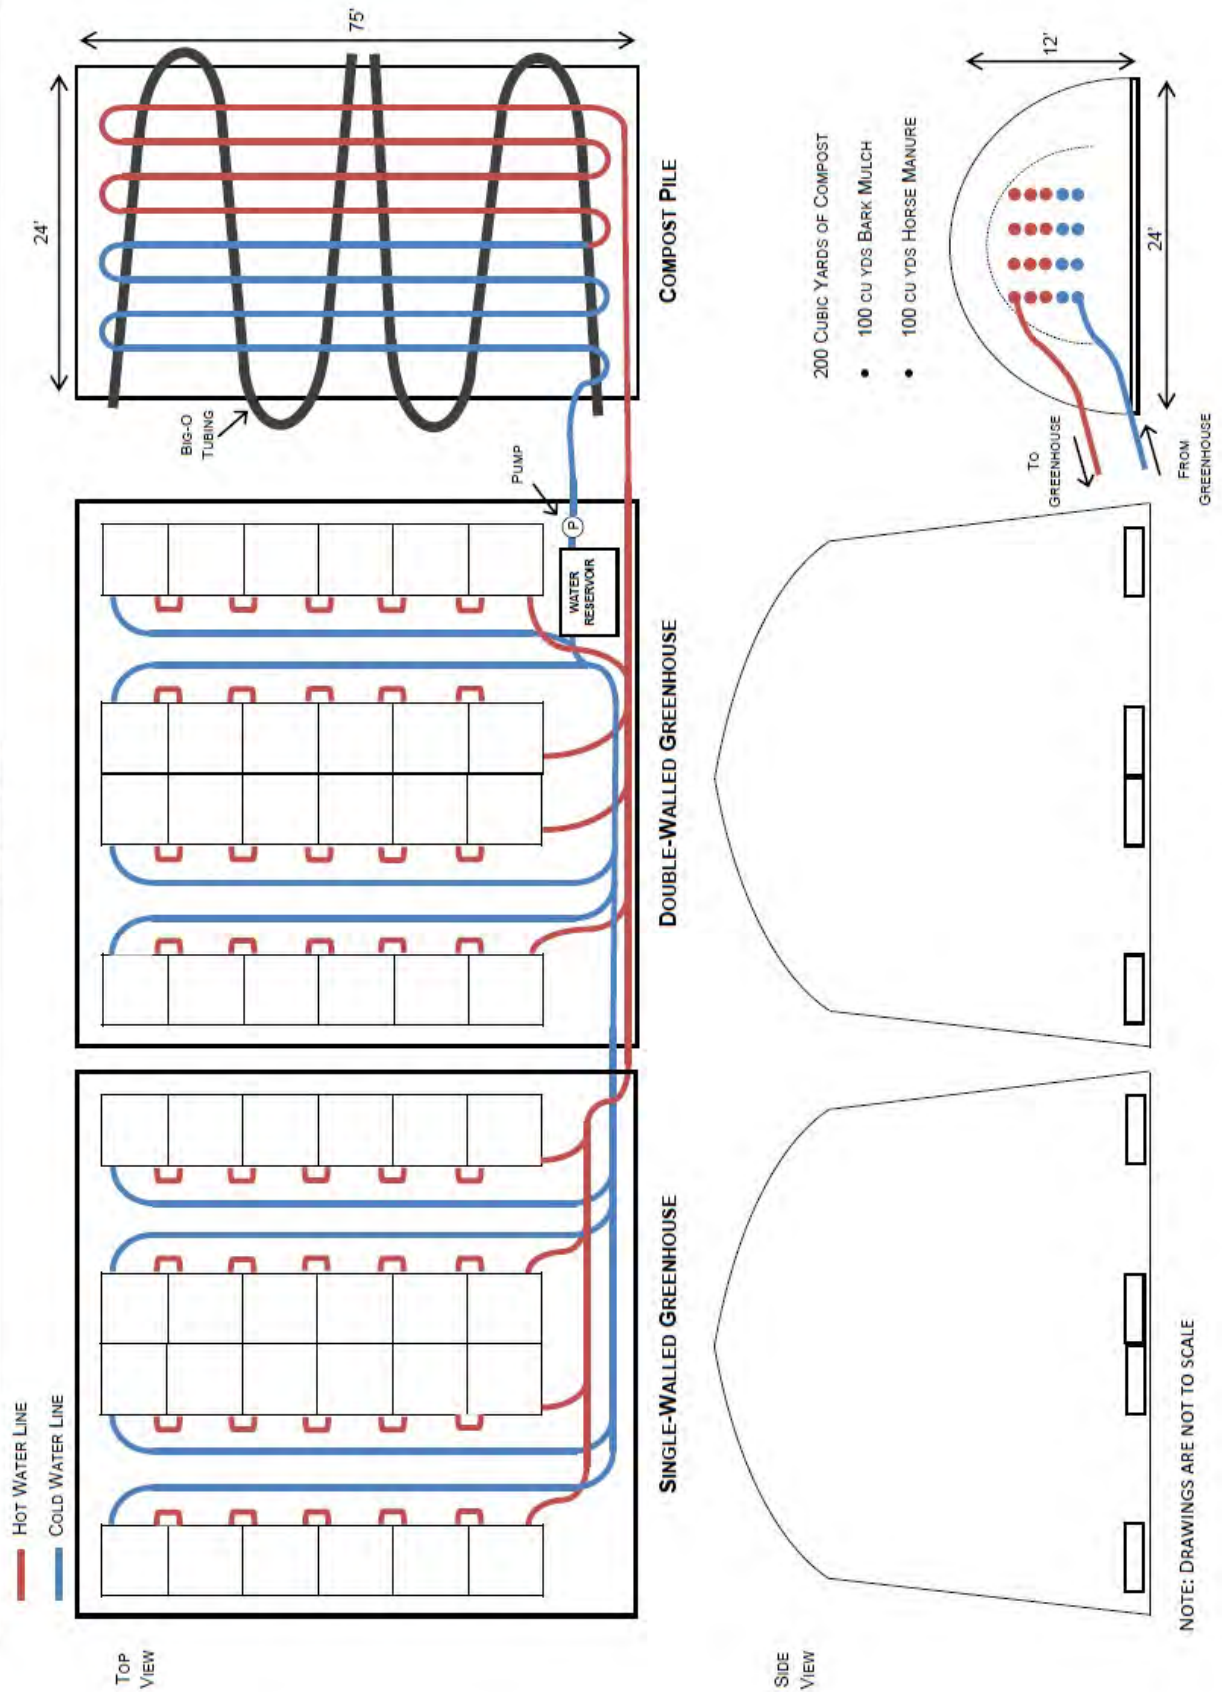 HOT WATER LINE
COLD WATER LINE
TOP
VIEW
SINGLE-WALLED GREENHOUSE
DOUBLE-WALLED GREENHOUSE
WATER
RESERVOIR
P
PUMP
BIG-O
TUBING
24'
75'
COMPOST PILE
SIDE
VIEW
200 CUBIC YARDS OF COMPOST
• 100 CU YDS BARK MULCH
• 100 CU YDS HORSE MANURE
TO
GREENHOUSE
FROM
GREENHOUSE
12'
24'
NOTE: DRAWINGS ARE NOT TO SCALE